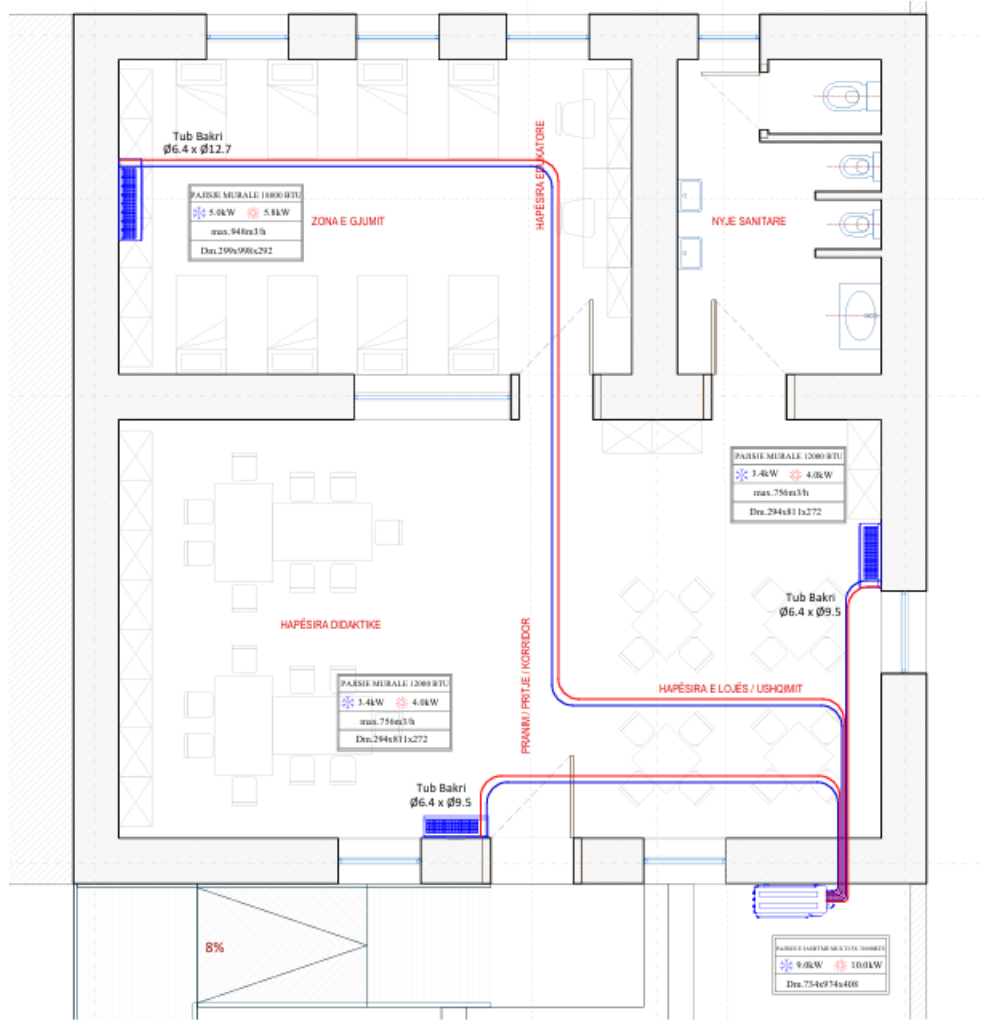 Tub Bakri
Ø6.4 x Ø12.7
HAPËSIRA EDUKATORE
PAJISJE MURALE 18000 BTU
5.0kW 5.8kW
max.948m3/h
Dm.299x998x292
ZONA E GJUMIT
NYJE SANITARE
PAJISJE MURALE 12000 BTU
3.4kW 4.0kW
max.756m3/h
Dm.294x811x272
Tub Bakri
Ø6.4 x Ø9.5
HAPËSIRA DIDAKTIKE
PRANIM / PRITJE / KORRIDOR
HAPËSIRA E LOJËS / USHQIMIT
PAJISJE MURALE 12000 BTU
3.4kW 4.0kW
max.756m3/h
Dm.294x811x272
Tub Bakri
Ø6.4 x Ø9.5
8%
9.0kW 10.0kW
Dm.734x974x408